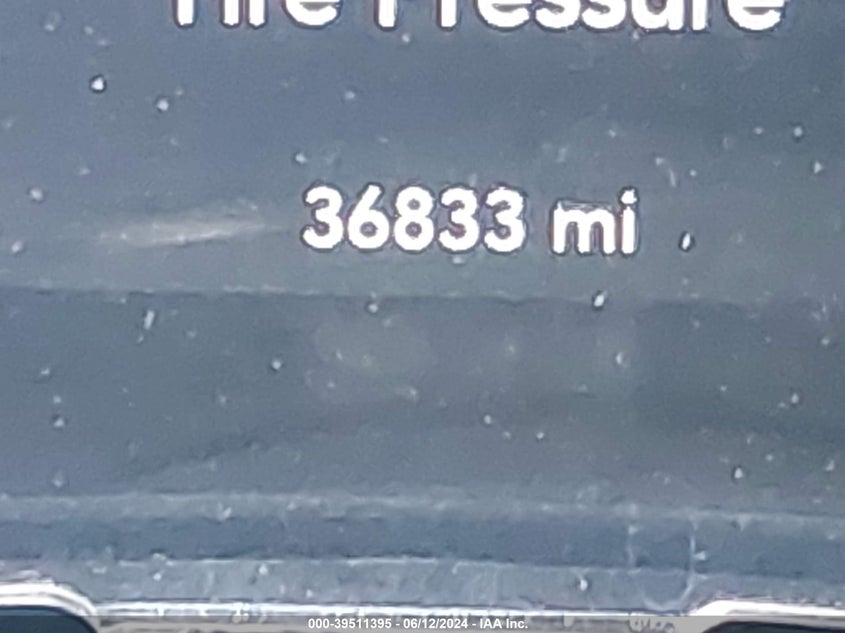 Tire Pressure
36833 mi
000-39511395 - 06/12/2024 - IAA Inc.